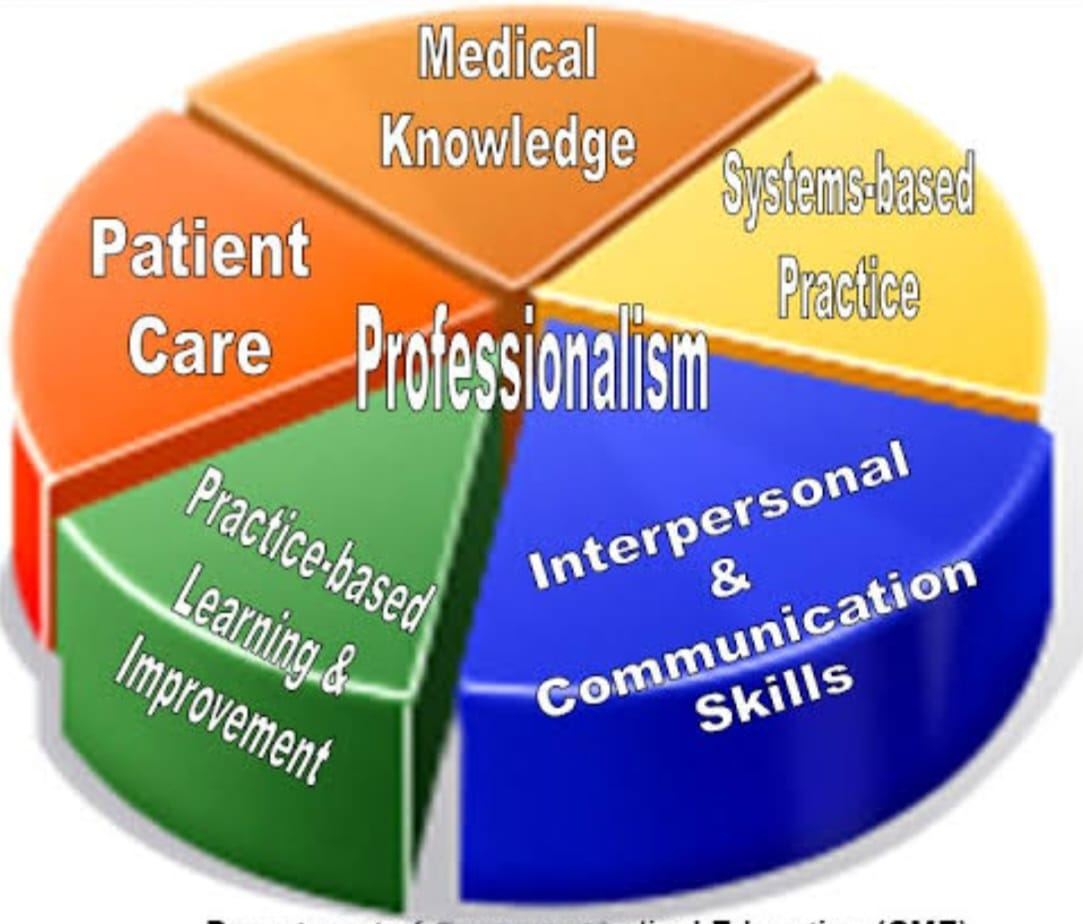 Medical
Knowledge
Systems-based
Practice
Patient
Care
Professionalism
Practice-based
Learning &
Improvement
Interpersonal
&
Communication
Skills